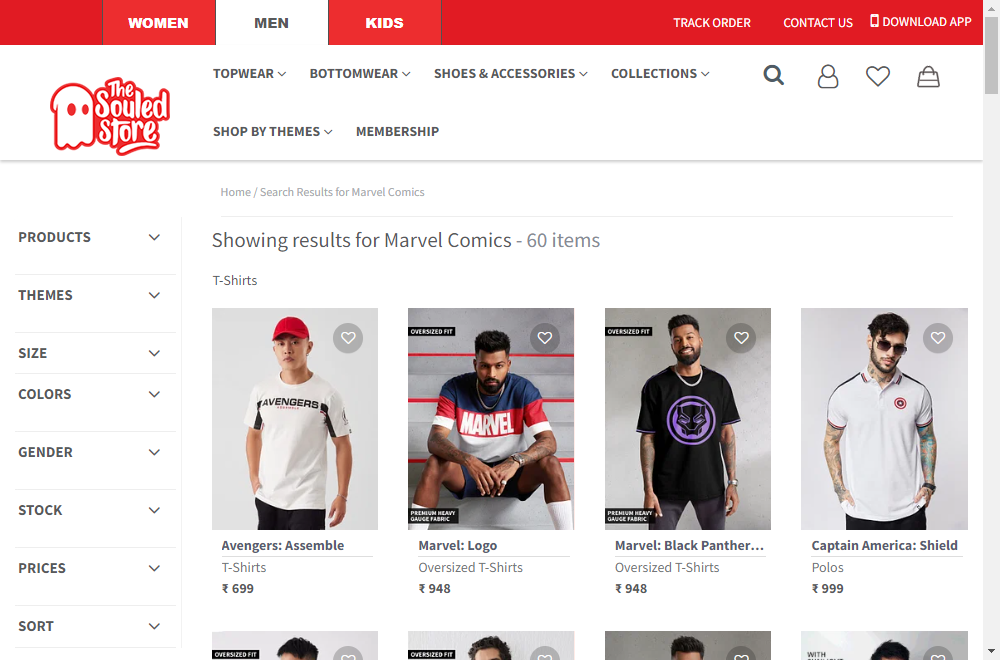 WOMEN MEN KIDS TRACK ORDER CONTACT US DOWNLOAD APP
TOPWEAR BOTTOMWEAR SHOES & ACCESSORIES COLLECTIONS
The Souled Store
SHOP BY THEMES MEMBERSHIP
Home / Search Results for Marvel Comics
PRODUCTS
THEMES
SIZE
COLORS
GENDER
STOCK
PRICES
SORT
Showing results for Marvel Comics - 60 items
T-Shirts
AVENGERS
OVERSIZED FIT
MARVEL
PREMIUM HEAVY
GAUGE FABRIC
OVERSIZED FIT
PREMIUM HEAVY
GAUGE FABRIC
Avengers: Assemble
T-Shirts
₹ 699
Marvel: Logo
Oversized T-Shirts
₹ 948
Marvel: Black Panther...
Oversized T-Shirts
₹ 948
Captain America: Shield
Polos
₹ 999
OVERSIZED FIT
OVERSIZED FIT
WITH